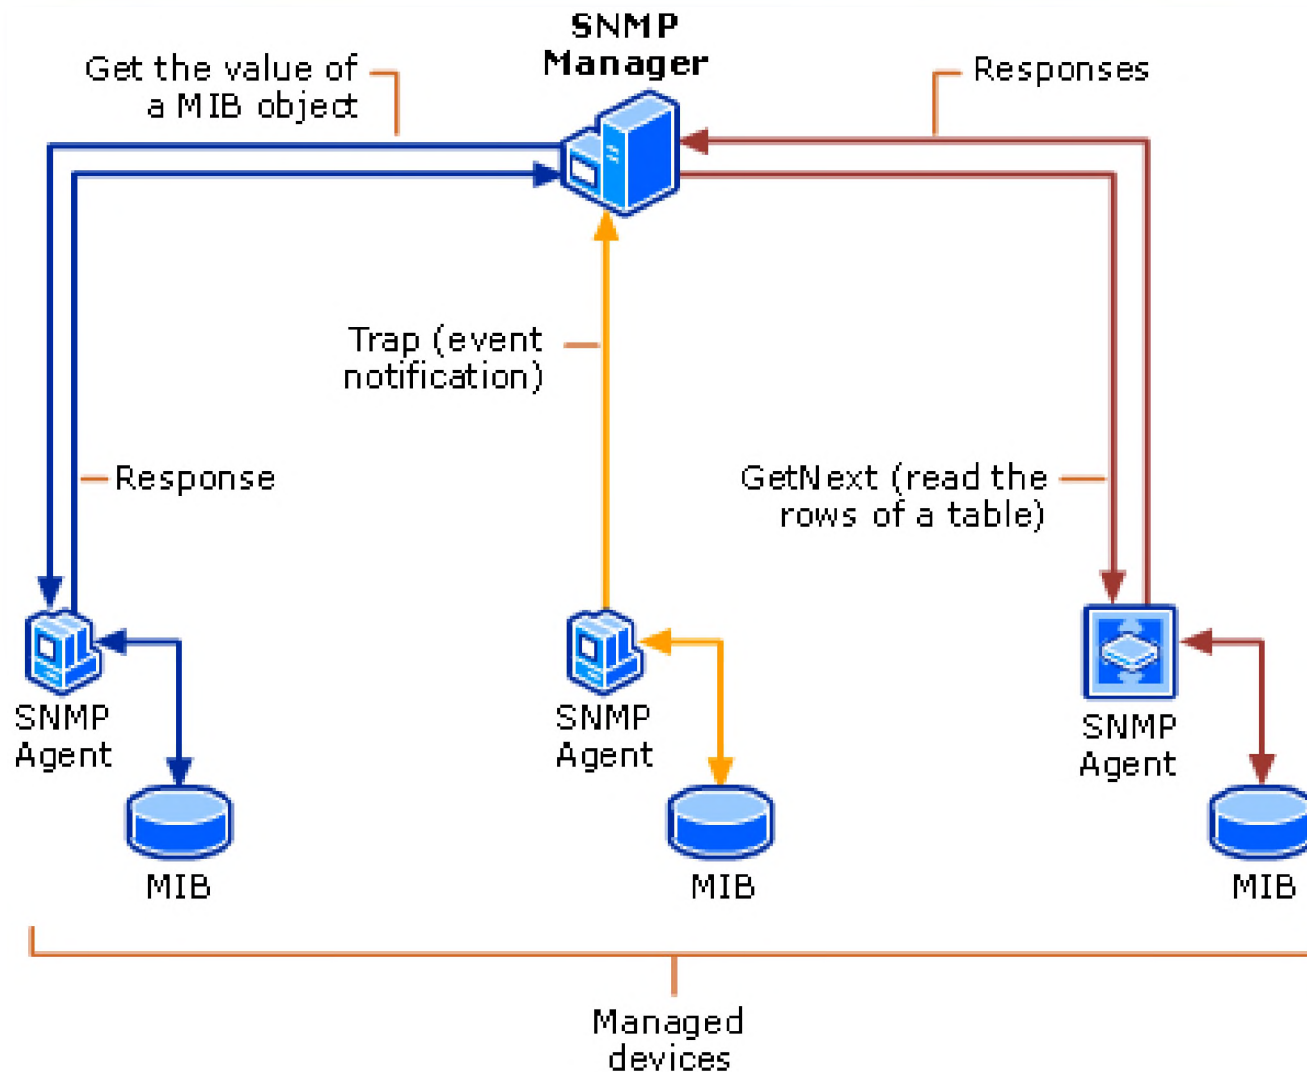 SNMP
Manager
Get the value of
a MIB object
Responses
Trap (event
notification)
Response
GetNext (read the
rows of a table)
SNMP
Agent
SNMP
Agent
SNMP
Agent
MIB
MIB
MIB
Managed
devices